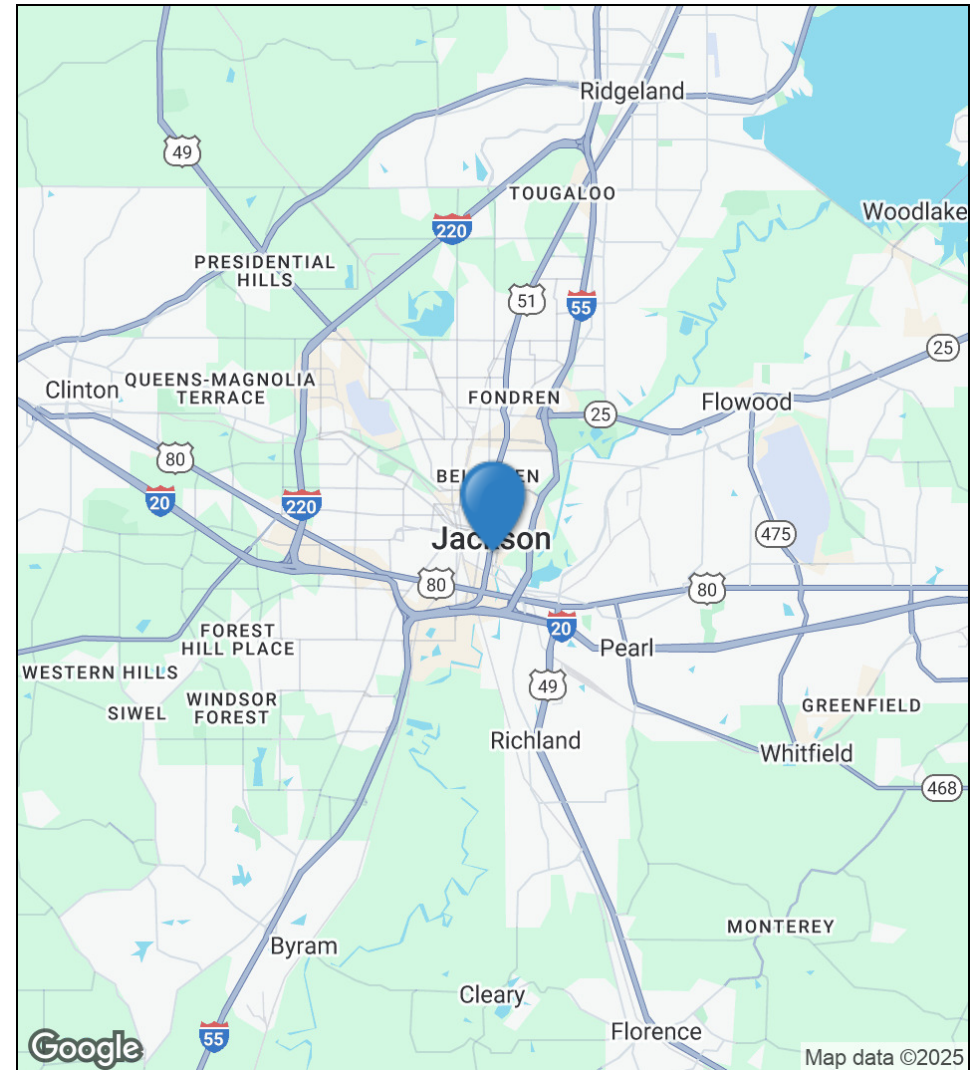 Ridgeland
49
TOUGALOO
Woodlake
220
PRESIDENTIAL
HILLS
51
55
25
Clinton
QUEENS-MAGNOLIA
TERRACE
FONDREN
Flowood
25
80
20
220
475
Jackson
80
80
20
FOREST
HILL PLACE
Pearl
WESTERN HILLS
49
WINDSOR
FOREST
SIWEL
GREENFIELD
Richland
Whitfield
468
MONTEREY
Byram
Cleary
Florence
55
Google
Map data ©2025